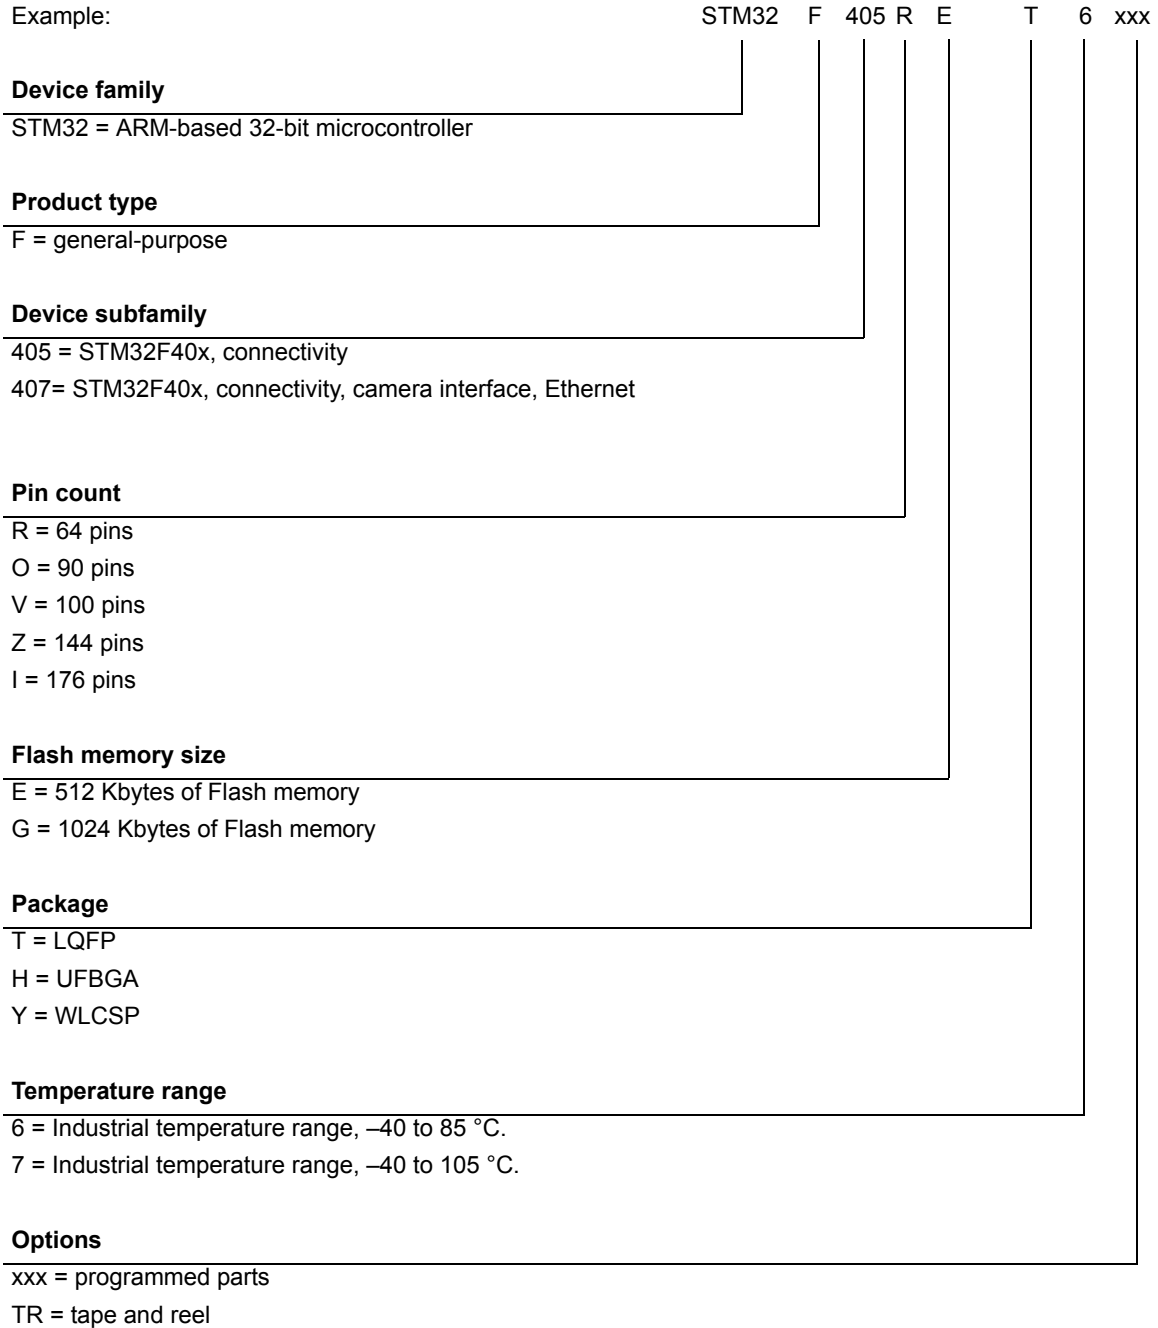 Example: STM32 F 405 R E T 6 xxx
Device family
STM32 = ARM-based 32-bit microcontroller
Product type
F = general-purpose
Device subfamily
405 = STM32F40x, connectivity
407= STM32F40x, connectivity, camera interface, Ethernet
Pin count
R = 64 pins
O = 90 pins
V = 100 pins
Z = 144 pins
I = 176 pins
Flash memory size
E = 512 Kbytes of Flash memory
G = 1024 Kbytes of Flash memory
Package
T = LQFP
H = UFBGA
Y = WLCSP
Temperature range
6 = Industrial temperature range, –40 to 85 °C.
7 = Industrial temperature range, –40 to 105 °C.
Options
xxx = programmed parts
TR = tape and reel